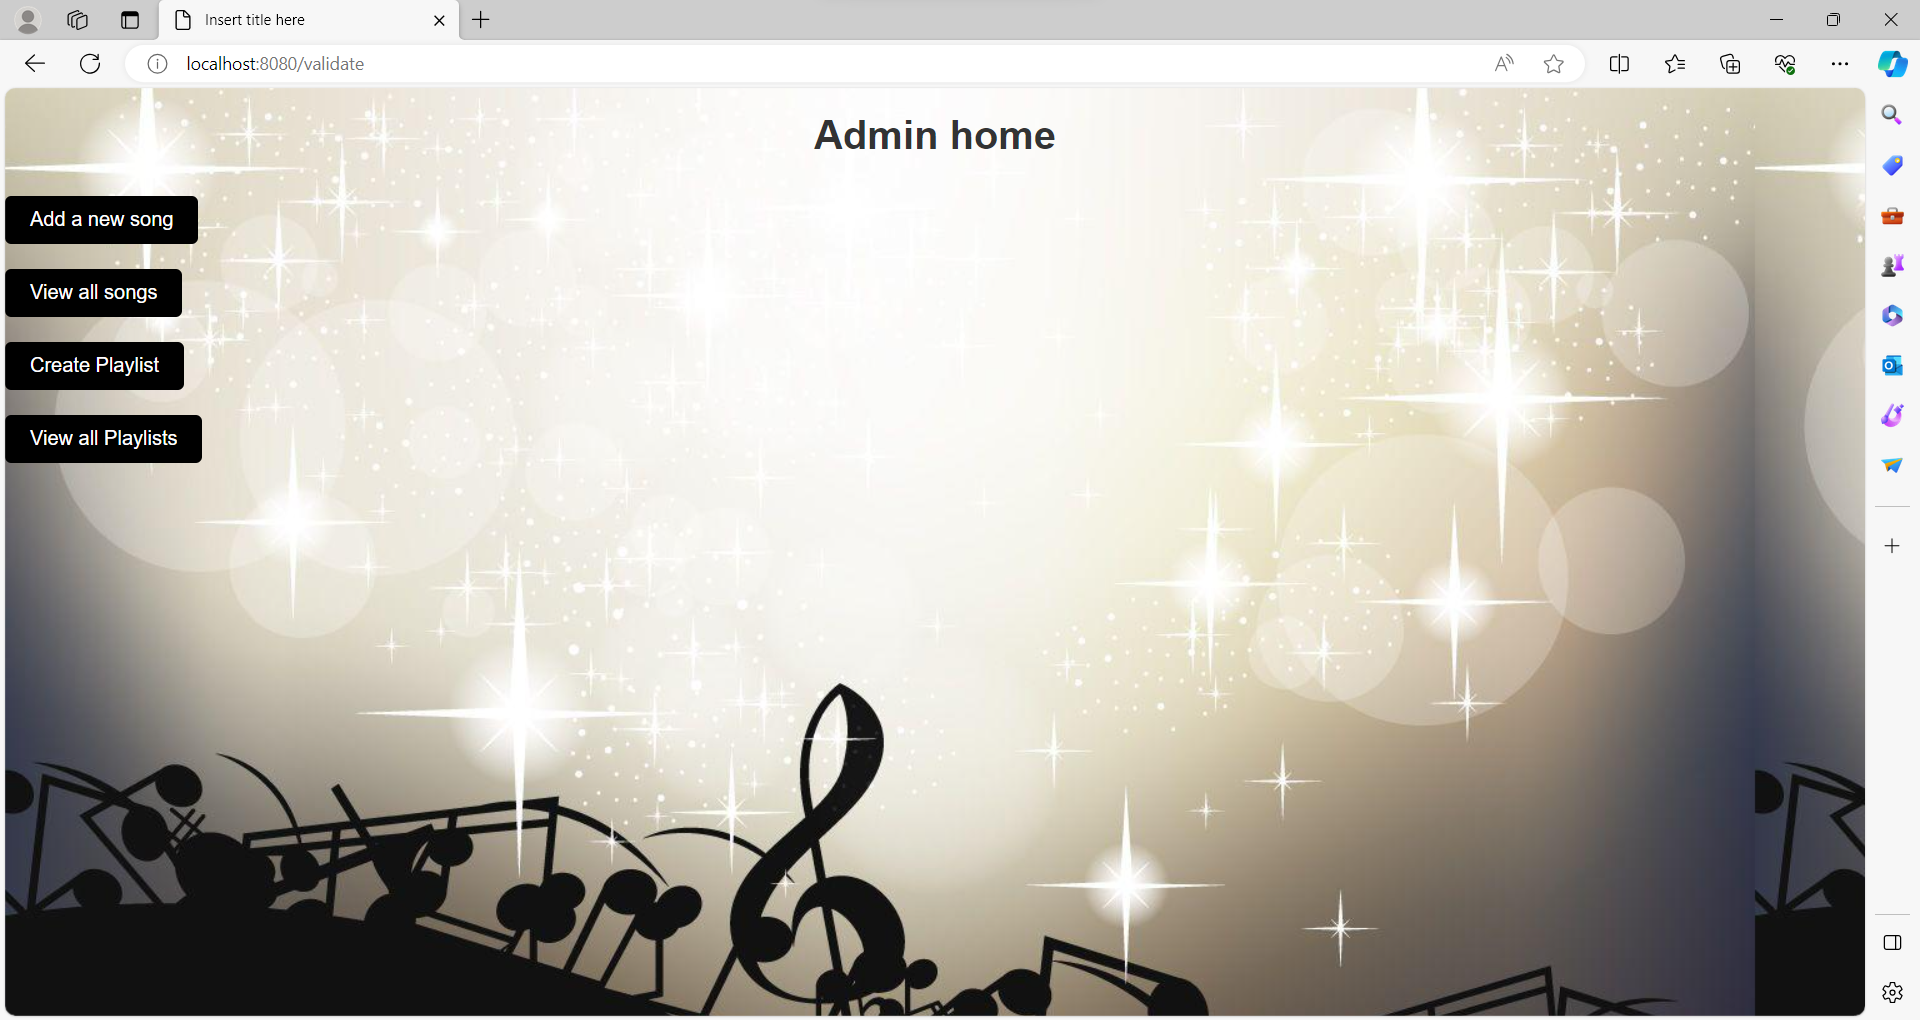 Insert title here
localhost:8080/validate
Admin home
Add a new song
View all songs
Create Playlist
View all Playlists